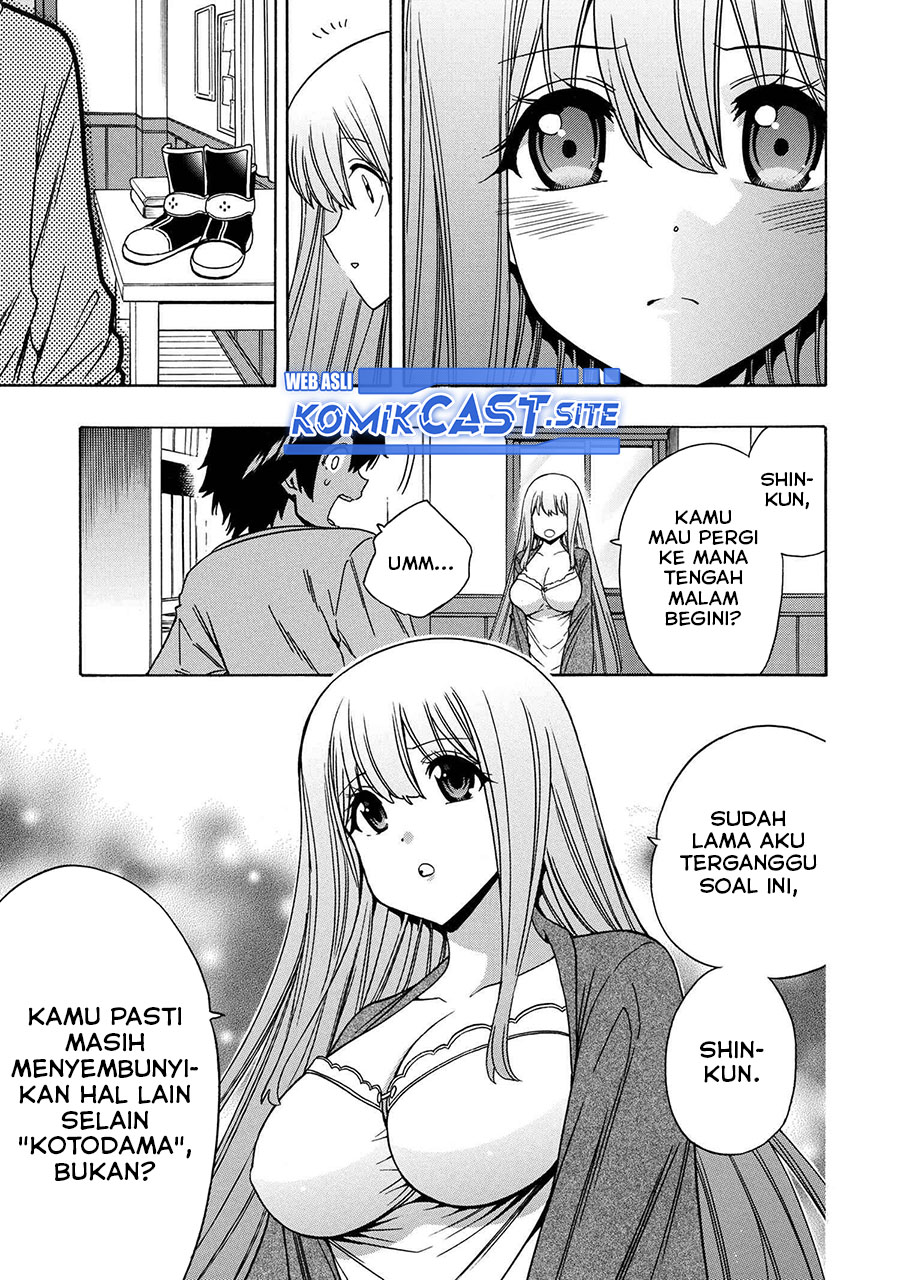 WEB ASLI
KOMIKCAST.SITE
SHIN-
KUN,
KAMU
MAU PERGI
KE MANA
TENGAH
MALAM
BEGINI?
UMM...
SUDAH
LAMA AKU
TERGANGGU
SOAL INI,
SHIN-
KUN.
KAMU PASTI
MASIH
MENYEMBUNYI-
KAN HAL LAIN
SELAIN
"KOTODAMA",
BUKAN?